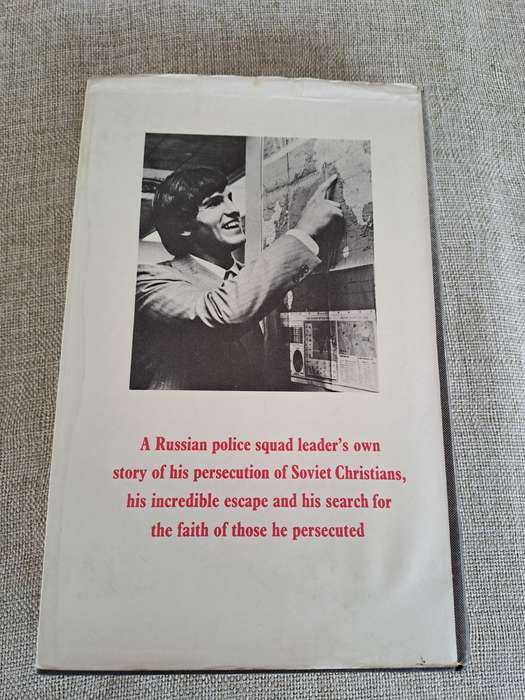 A Russian police squad leader's own
story of his persecution of Soviet Christians,
his incredible escape and his search for
the faith of those he persecuted